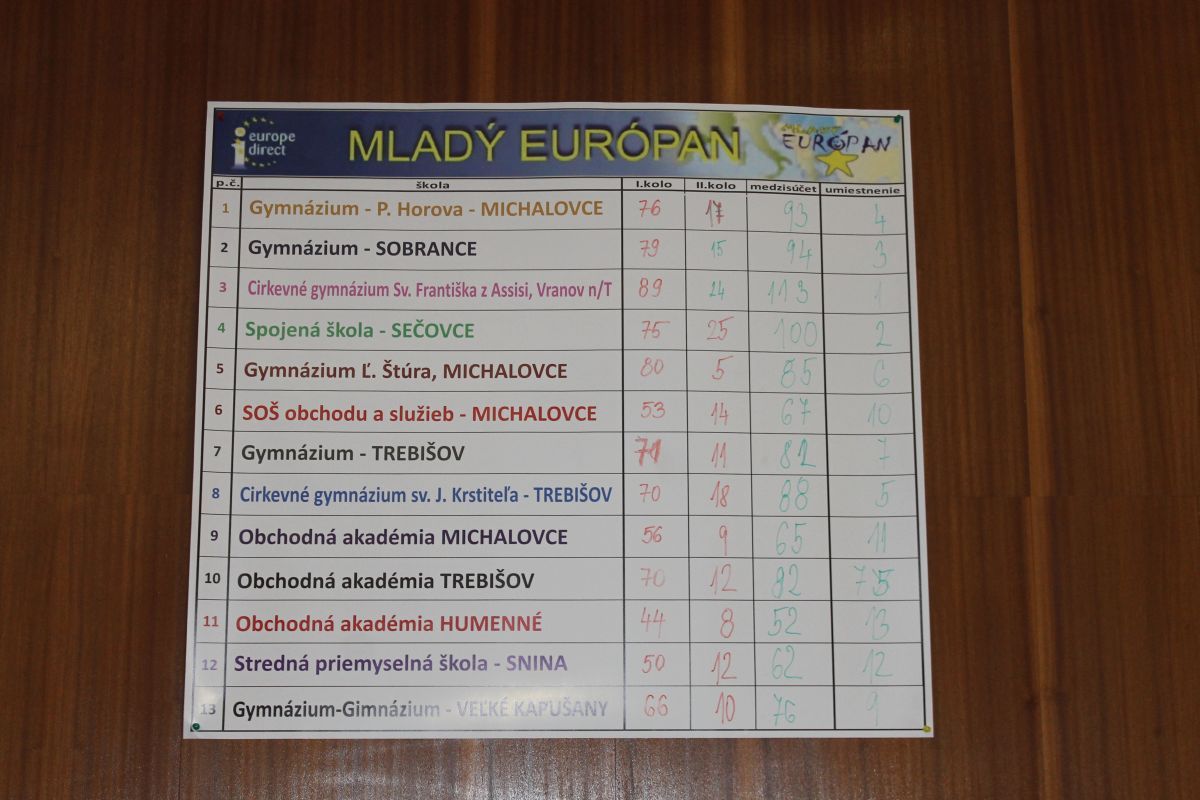 europe direct
MLADÝ EURÓPAN
MLADÝ EURÓPAN
p.č. škola I.kolo II.kolo medzisúčet umiestnenie
1 Gymnázium - P. Horova - MICHALOVCE 76 17 93 4
2 Gymnázium - SOBRANCE 79 15 94 3
3 Cirkevné gymnázium Sv. Františka z Assisi, Vranov n/T 89 24 113 1
4 Spojená škola - SEČOVCE 75 25 100 2
5 Gymnázium Ľ. Štúra, MICHALOVCE 80 5 85 6
6 SOŠ obchodu a služieb - MICHALOVCE 53 14 67 10
7 Gymnázium - TREBIŠOV 71 11 82 7
8 Cirkevné gymnázium sv. J. Krstiteľa - TREBIŠOV 70 18 88 5
9 Obchodná akadémia MICHALOVCE 56 9 65 11
10 Obchodná akadémia TREBIŠOV 70 12 82
11 Obchodná akadémia HUMENNÉ 44 8 52 13
12 Stredná priemyselná škola - SNINA 50 12 62 12
13 Gymnázium-Gimnázium - VEĽKÉ KAPUŠANY 66 10 76 9